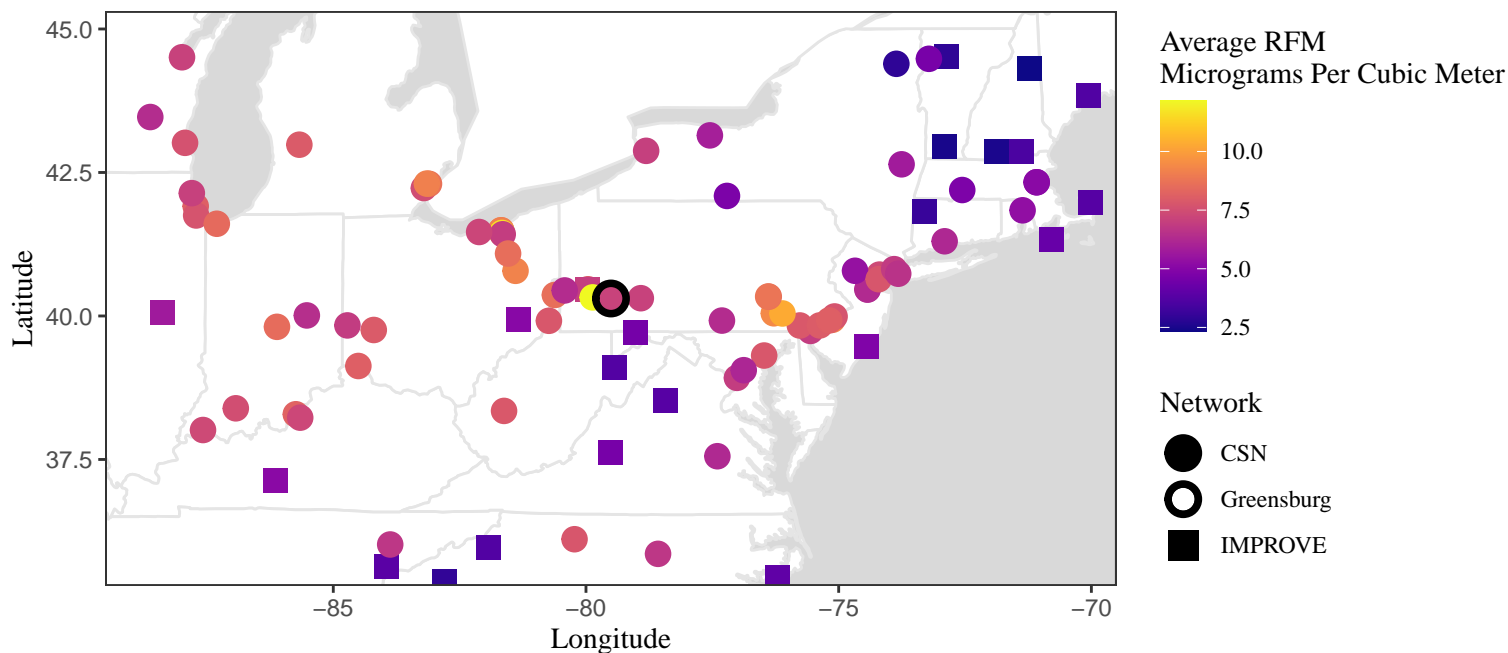 45.0
42.5
40.0
37.5
Latitude
−85
−80
−75
−70
Longitude
Average RFM
Micrograms Per Cubic Meter
10.0
7.5
5.0
2.5
Network
CSN
Greensburg
IMPROVE